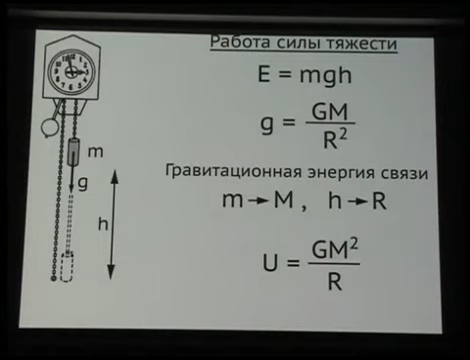 Работа силы тяжести
E = mgh
g = GM/R²
Гравитационная энергия связи
m→M , h→R
U = GM²/R
m
g
h